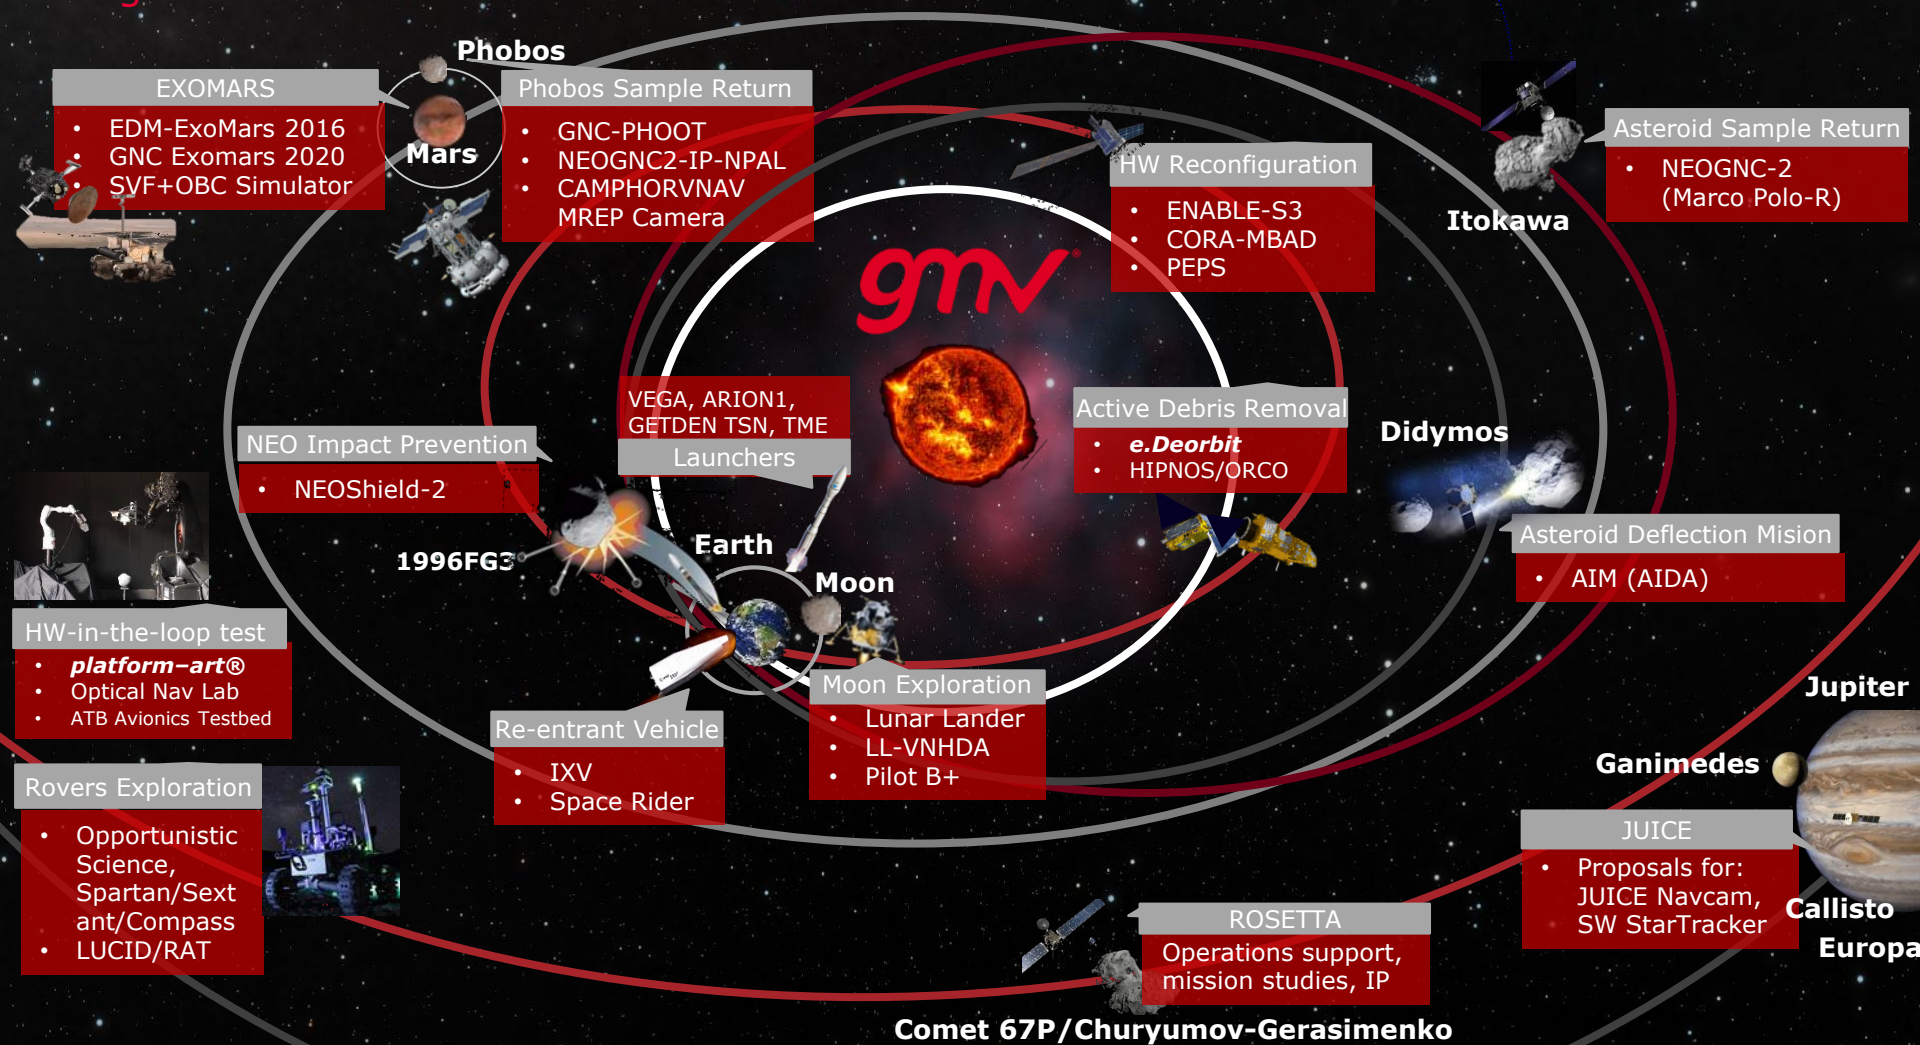 Phobos
EXOMARS
EDM-ExoMars 2016
GNC Exomars 2020
SVF+OBC Simulator
Mars
Phobos Sample Return
GNC-PHOOT
NEOGNC2-IP-NPAL
CAMPHORVNAV
MREP Camera
HW Reconfiguration
ENABLE-S3
CORA-MBAD
PEPS
Asteroid Sample Return
NEOGNC-2
(Marco Polo-R)
Itokawa
gmv
VEGA, ARION1,
GETDEN TSN, TME
Launchers
NEO Impact Prevention
NEOShield-2
1996FG3
Active Debris Removal
e.Deorbit
HIPNOS/ORCO
Didymos
Asteroid Deflection Mision
AIM (AIDA)
Earth
Moon
HW-in-the-loop test
platform–art®
Optical Nav Lab
ATB Avionics Testbed
Moon Exploration
Lunar Lander
LL-VNHDA
Pilot B+
Re-entrant Vehicle
IXV
Space Rider
Rovers Exploration
Opportunistic
Science,
Spartan/Sext
ant/Compass
LUCID/RAT
Jupiter
Ganimedes
JUICE
Proposals for:
JUICE Navcam,
SW StarTracker
Callisto
Europa
ROSETTA
Operations support,
mission studies, IP
Comet 67P/Churyumov-Gerasimenko